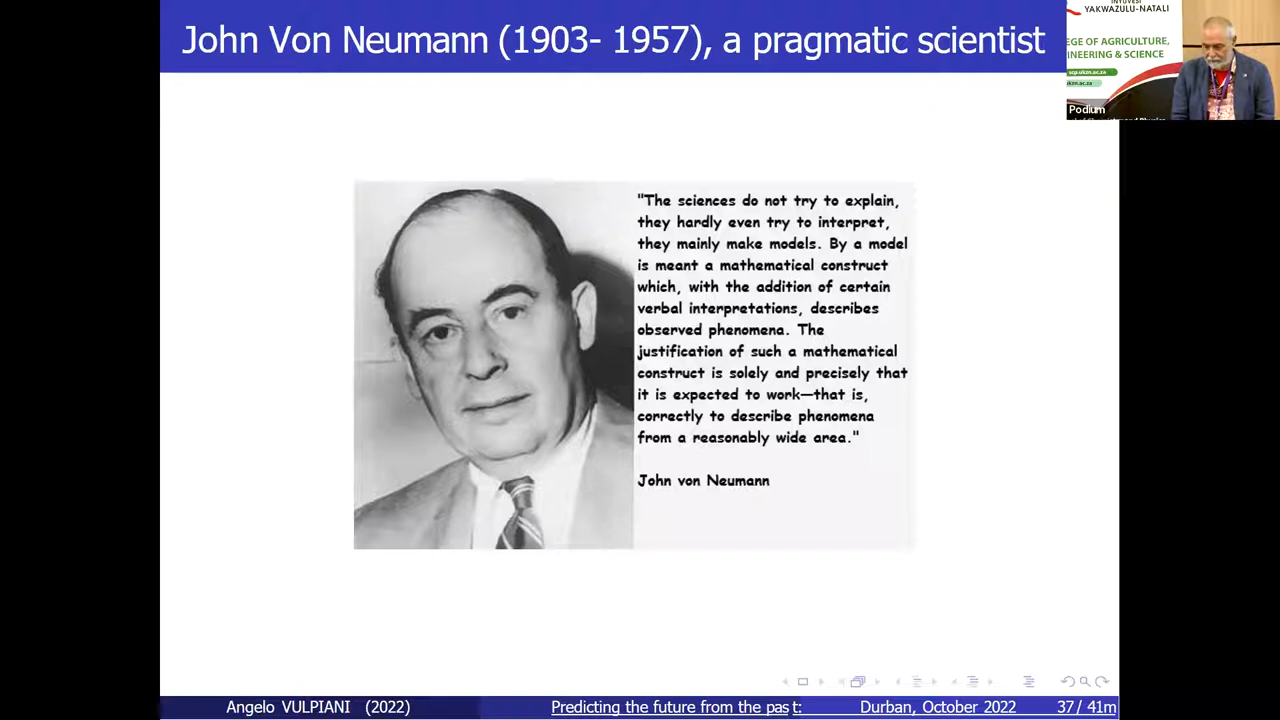 John Von Neumann (1903- 1957), a pragmatic scientist
YAKWAZULU-NATALI
EGE OF AGRICULTURE,
INEERING & SCIENCE
scp.ukzn.ac.za
Podium
"The sciences do not try to explain,
they hardly even try to interpret,
they mainly make models. By a model
is meant a mathematical construct
which, with the addition of certain
verbal interpretations, describes
observed phenomena. The
justification of such a mathematical
construct is solely and precisely that
it is expected to work—that is,
correctly to describe phenomena
from a reasonably wide area."
John von Neumann
Angelo VULPIANI (2022) Predicting the future from the past: Durban, October 2022 37 / 41m